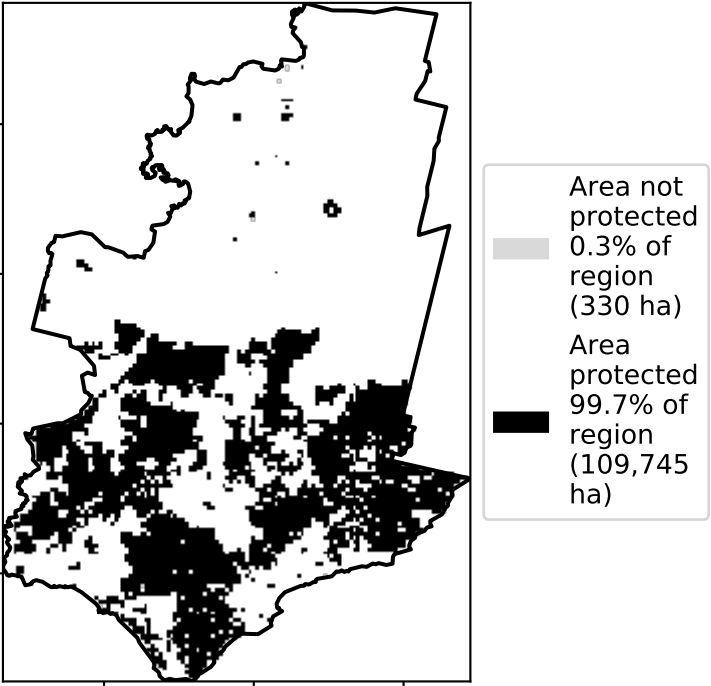 Area not
protected
0.3% of
region
(330 ha)
Area
protected
99.7% of
region
(109,745
ha)